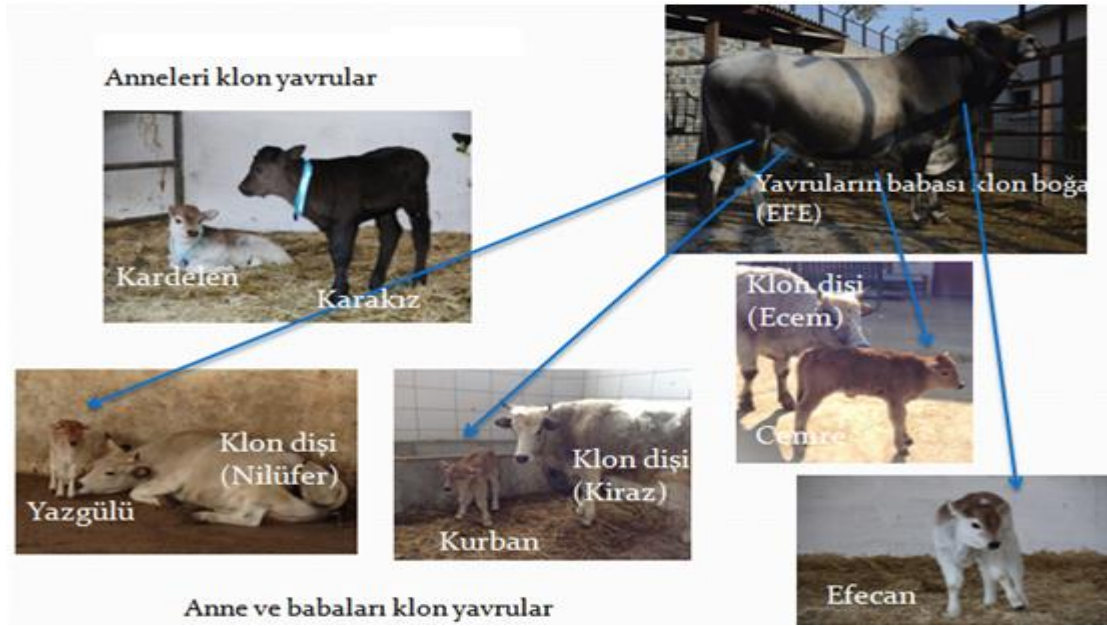 Anneleri klon yavrular
Kardelen
Karakız
Yavruların babası klon boğa
(EFE)
Klon dişi
(Ecem)
Cemre
Klon dişi
(Nilüfer)
Yazgülü
Klon dişi
(Kiraz)
Kurban
Efecan
Anne ve babaları klon yavrular